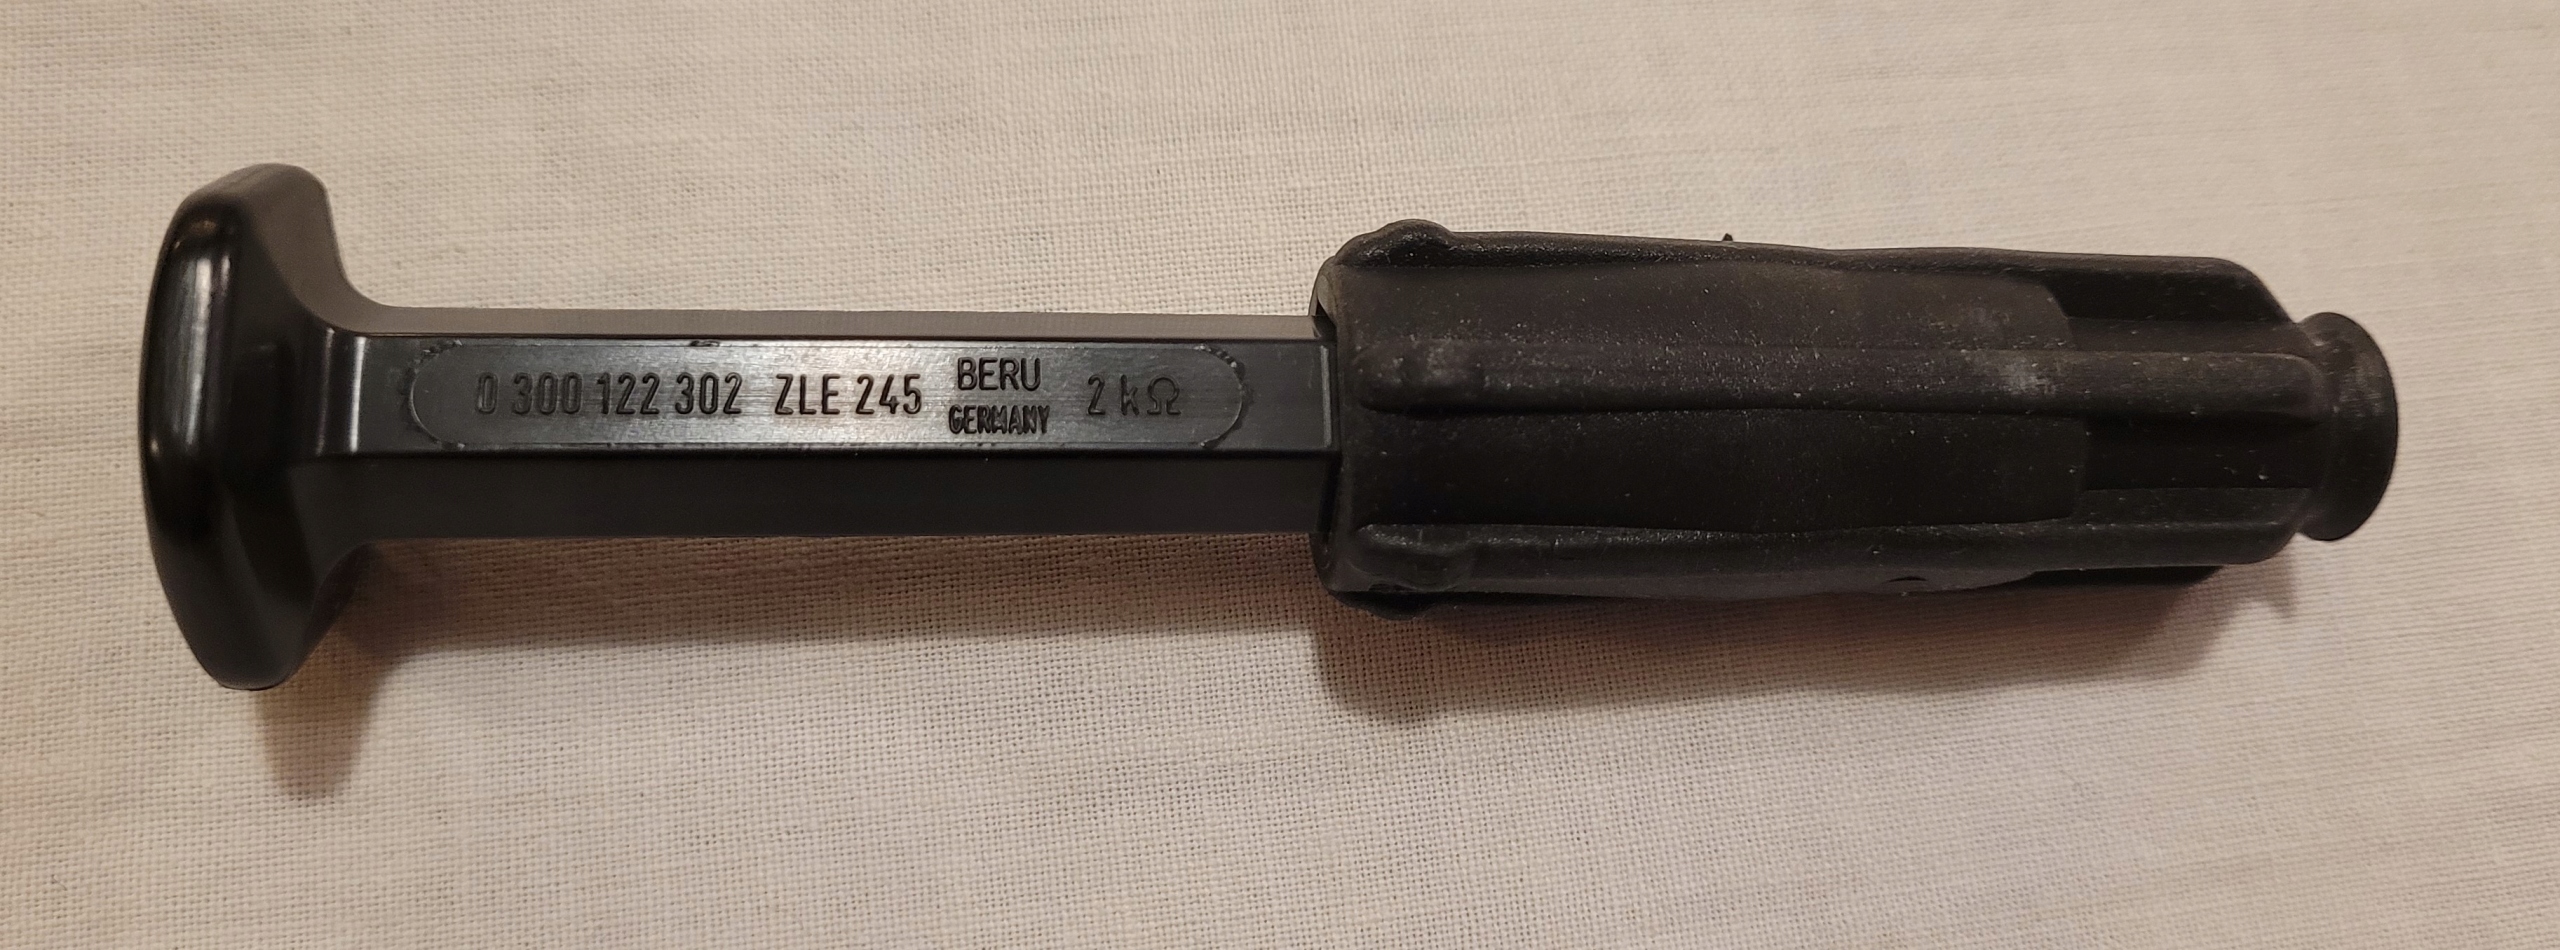 0 300 122 302 ZLE 245 BERU 2 kΩ
GERMANY